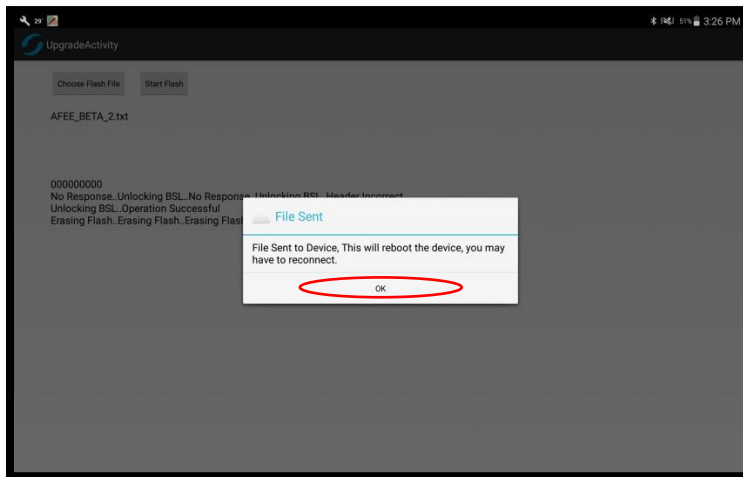 29° 51% 3:26 PM
UpgradeActivity
Choose Flash File Start Flash
AFEE_BETA_2.txt
000000000
No Response..Unlocking BSL..No Response..Unlocking BSL..Header Incorrect
Unlocking BSL..Operation Successful
Erasing Flash..Erasing Flash..Erasing Flas
File Sent
File Sent to Device, This will reboot the device, you may
have to reconnect.
OK